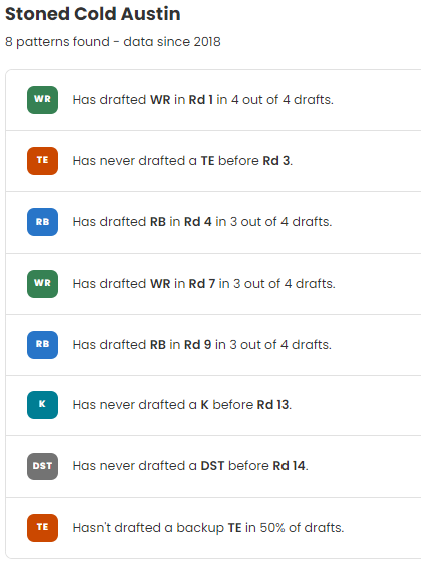 Stoned Cold Austin
8 patterns found - data since 2018
WR Has drafted WR in Rd 1 in 4 out of 4 drafts.
TE Has never drafted a TE before Rd 3.
RB Has drafted RB in Rd 4 in 3 out of 4 drafts.
WR Has drafted WR in Rd 7 in 3 out of 4 drafts.
RB Has drafted RB in Rd 9 in 3 out of 4 drafts.
K Has never drafted a K before Rd 13.
DST Has never drafted a DST before Rd 14.
TE Hasn't drafted a backup TE in 50% of drafts.